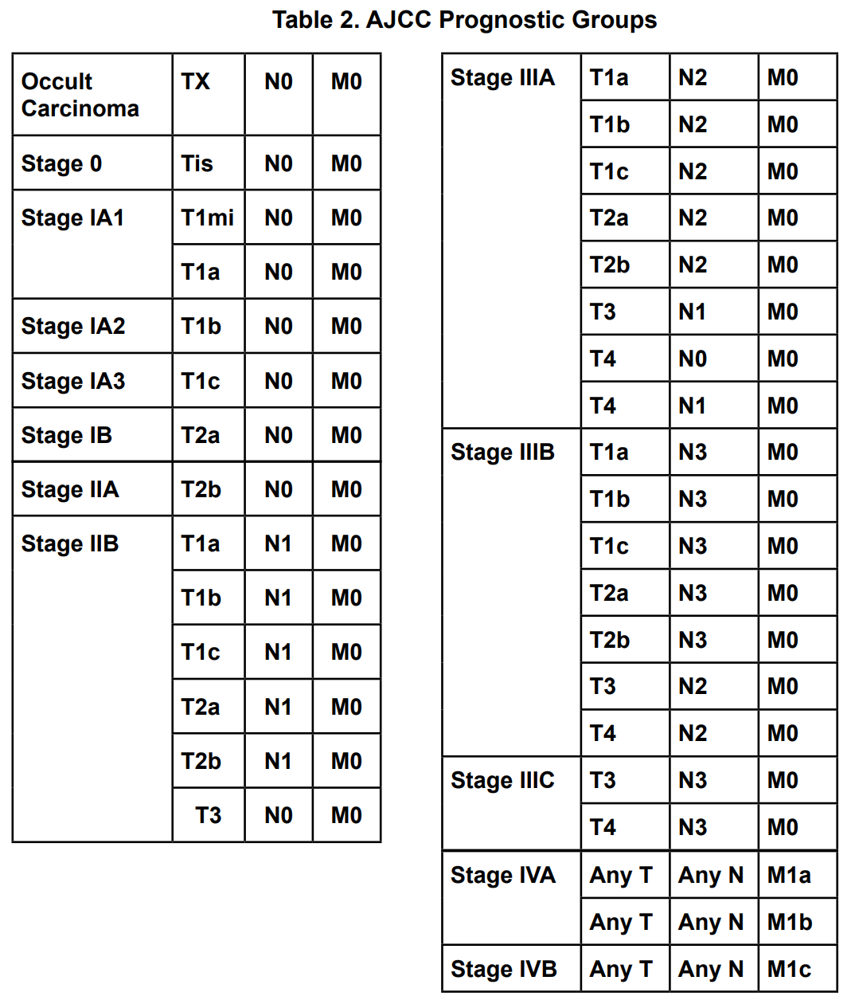 Table 2. AJCC Prognostic Groups
Occult Carcinoma TX N0 M0
Stage 0 Tis N0 M0
Stage IA1 T1mi N0 M0
T1a N0 M0
Stage IA2 T1b N0 M0
Stage IA3 T1c N0 M0
Stage IB T2a N0 M0
Stage IIA T2b N0 M0
Stage IIB T1a N1 M0
T1b N1 M0
T1c N1 M0
T2a N1 M0
T2b N1 M0
T3 N0 M0
Stage IIIA T1a N2 M0
T1b N2 M0
T1c N2 M0
T2a N2 M0
T2b N2 M0
T3 N1 M0
T4 N0 M0
T4 N1 M0
Stage IIIB T1a N3 M0
T1b N3 M0
T1c N3 M0
T2a N3 M0
T2b N3 M0
T3 N2 M0
T4 N2 M0
Stage IIIC T3 N3 M0
T4 N3 M0
Stage IVA Any T Any N M1a
Any T Any N M1b
Stage IVB Any T Any N M1c